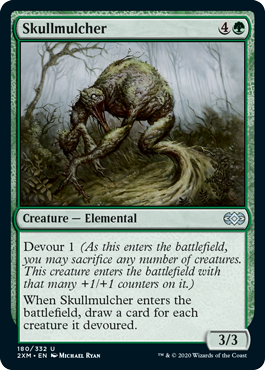 Skullmulcher 4
Creature — Elemental
Devour 1 (As this enters the battlefield,
you may sacrifice any number of creatures.
This creature enters the battlefield with
that many +1/+1 counters on it.)
When Skullmulcher enters the
battlefield, draw a card for each
creature it devoured.
3/3
180/332 U
2XM • EN Michael Ryan ™ & © 2020 Wizards of the Coast